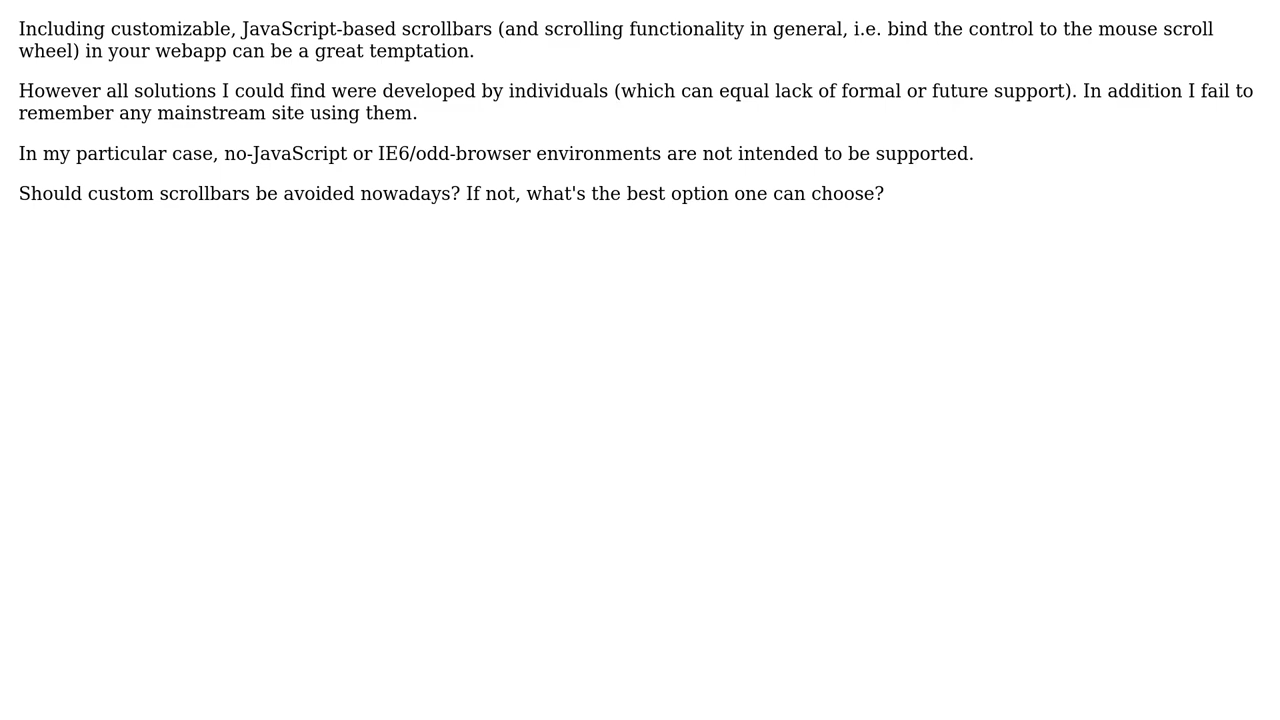 Including customizable, JavaScript-based scrollbars (and scrolling functionality in general, i.e. bind the control to the mouse scroll
wheel) in your webapp can be a great temptation.
However all solutions I could find were developed by individuals (which can equal lack of formal or future support). In addition I fail to
remember any mainstream site using them.
In my particular case, no-JavaScript or IE6/odd-browser environments are not intended to be supported.
Should custom scrollbars be avoided nowadays? If not, what's the best option one can choose?